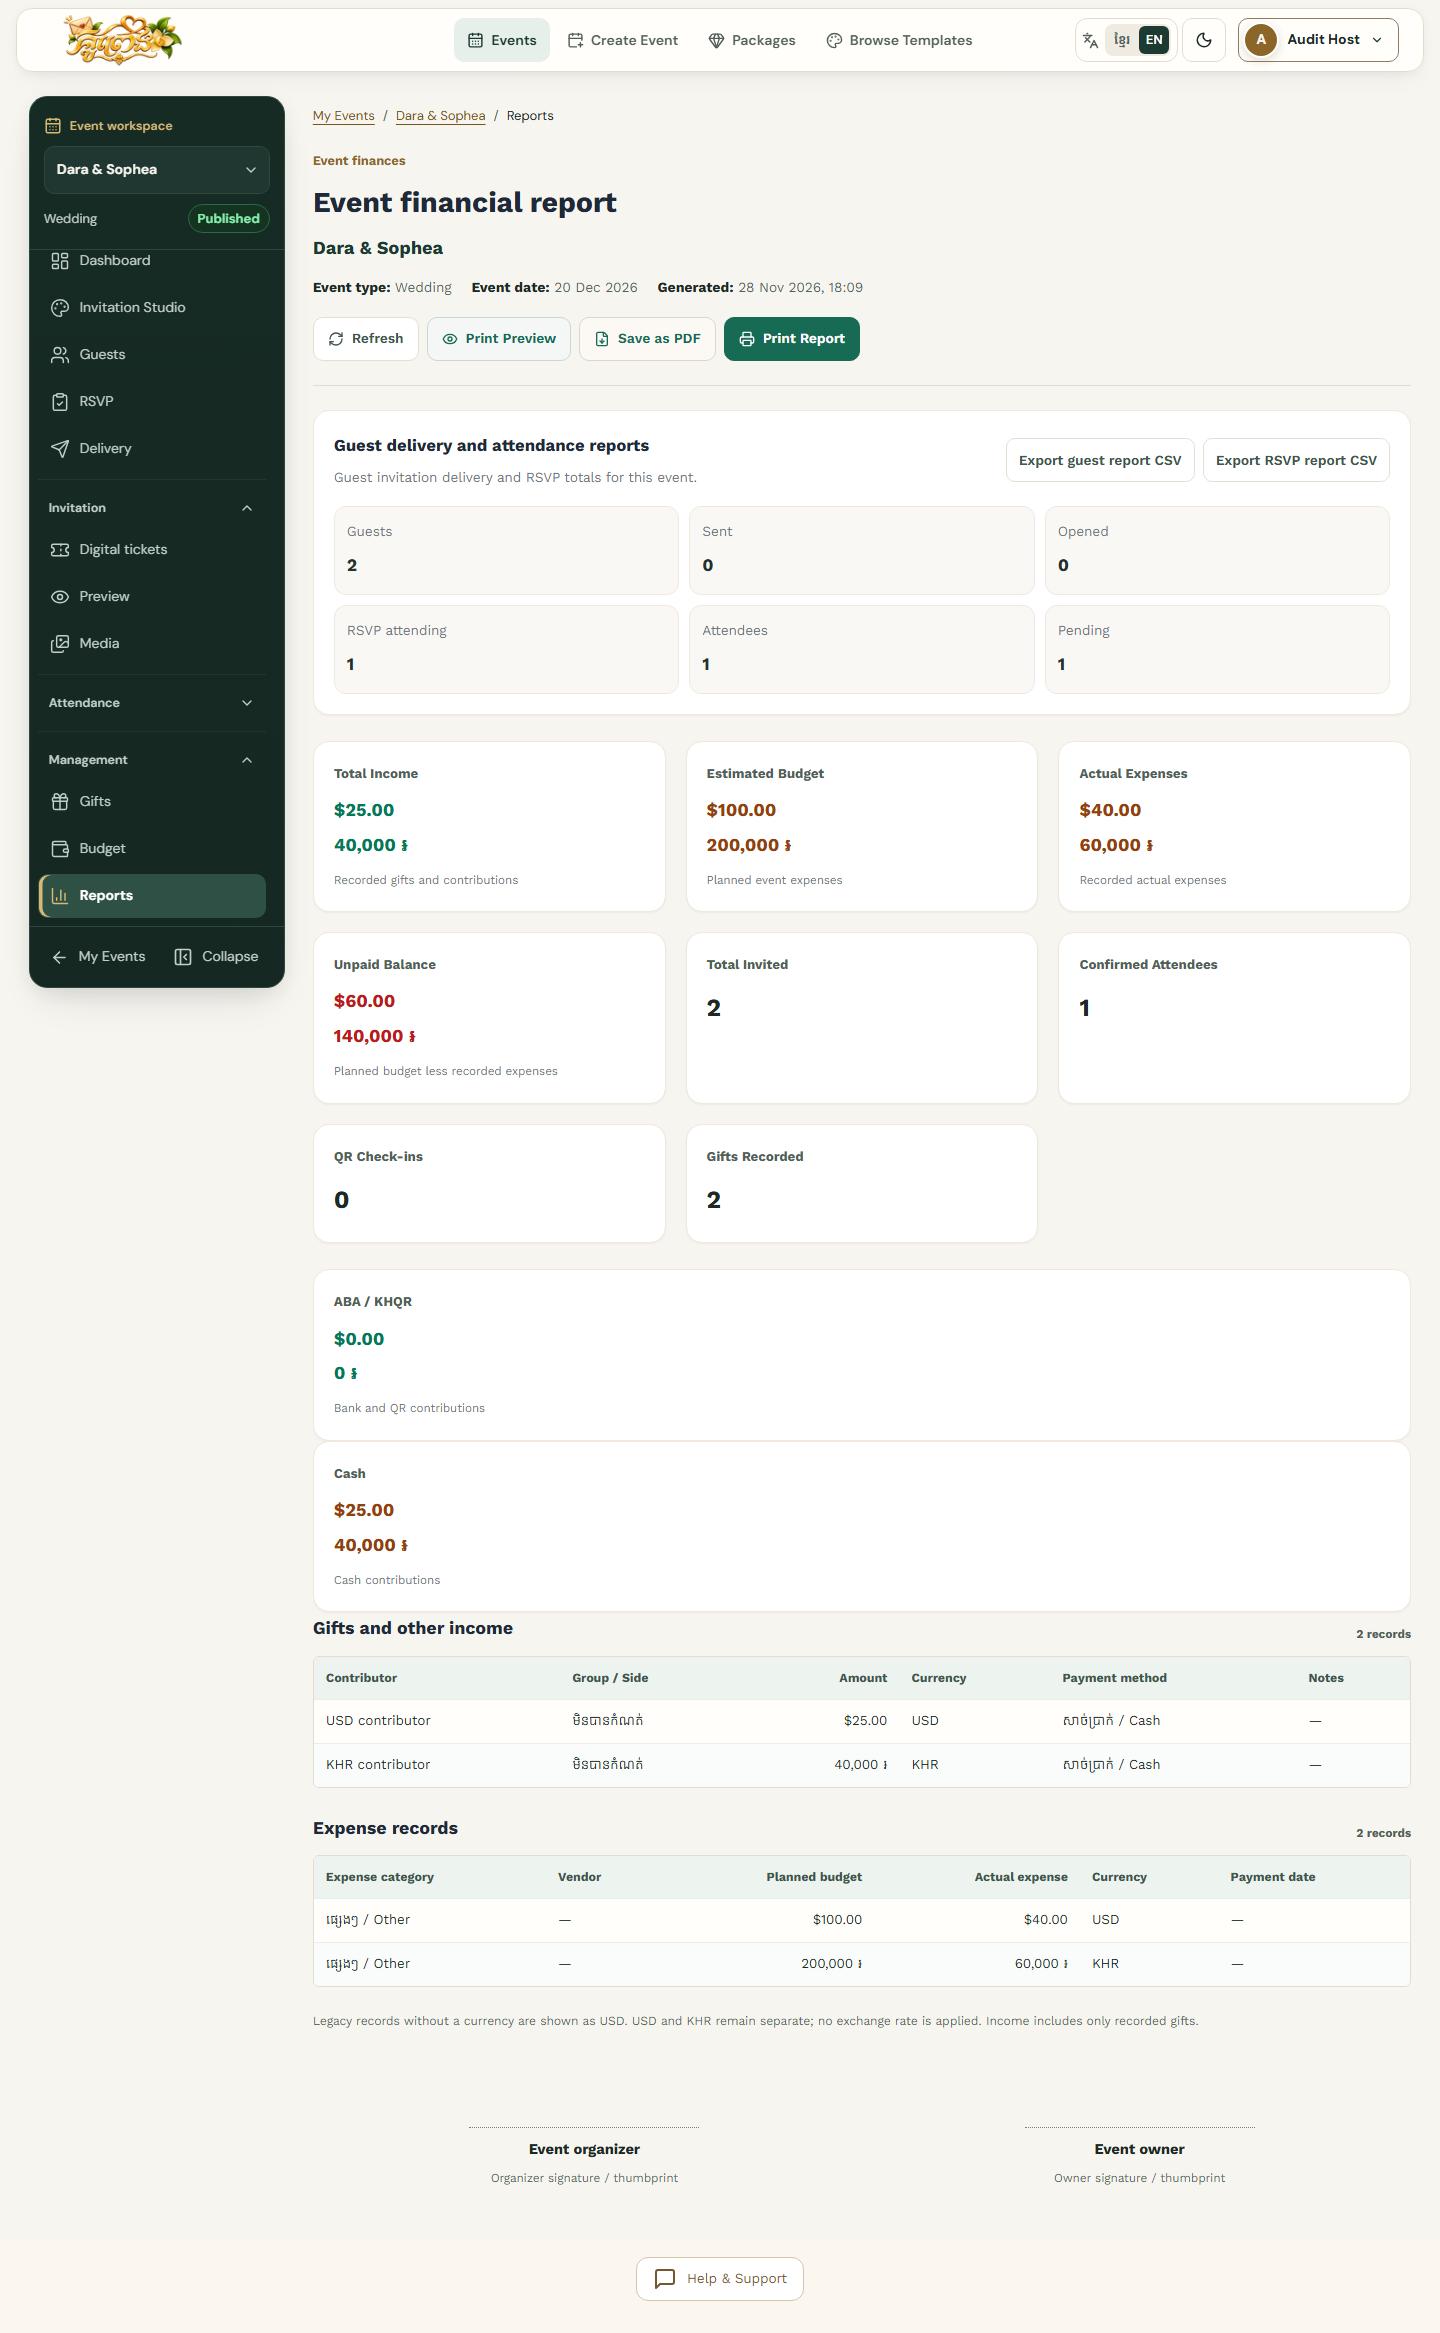 Events
Create Event
Packages
Browse Templates
ខ្មែរ
EN
A
Audit Host
Event workspace
Dara & Sophea
Wedding
Published
Dashboard
Invitation Studio
Guests
RSVP
Delivery
Invitation
Digital tickets
Preview
Media
Attendance
Management
Gifts
Budget
Reports
My Events
Collapse
My Events / Dara & Sophea / Reports
Event finances
Event financial report
Dara & Sophea
Event type: Wedding Event date: 20 Dec 2026 Generated: 28 Nov 2026, 18:09
Refresh
Print Preview
Save as PDF
Print Report
Guest delivery and attendance reports
Guest invitation delivery and RSVP totals for this event.
Export guest report CSV
Export RSVP report CSV
Guests
2
Sent
0
Opened
0
RSVP attending
1
Attendees
1
Pending
1
Total Income
$25.00
40,000 ៛
Recorded gifts and contributions
Estimated Budget
$100.00
200,000 ៛
Planned event expenses
Actual Expenses
$40.00
60,000 ៛
Recorded actual expenses
Unpaid Balance
$60.00
140,000 ៛
Planned budget less recorded expenses
Total Invited
2
Confirmed Attendees
1
QR Check-ins
0
Gifts Recorded
2
ABA / KHQR
$0.00
0 ៛
Bank and QR contributions
Cash
$25.00
40,000 ៛
Cash contributions
Gifts and other income
2 records
Contributor Group / Side Amount Currency Payment method Notes
USD contributor មិនបានកំណត់ $25.00 USD សាច់ប្រាក់ / Cash —
KHR contributor មិនបានកំណត់ 40,000 ៛ KHR សាច់ប្រាក់ / Cash —
Expense records
2 records
Expense category Vendor Planned budget Actual expense Currency Payment date
ផ្សេងៗ / Other — $100.00 $40.00 USD —
ផ្សេងៗ / Other — 200,000 ៛ 60,000 ៛ KHR —
Legacy records without a currency are shown as USD. USD and KHR remain separate; no exchange rate is applied. Income includes only recorded gifts.
Event organizer
Organizer signature / thumbprint
Event owner
Owner signature / thumbprint
Help & Support